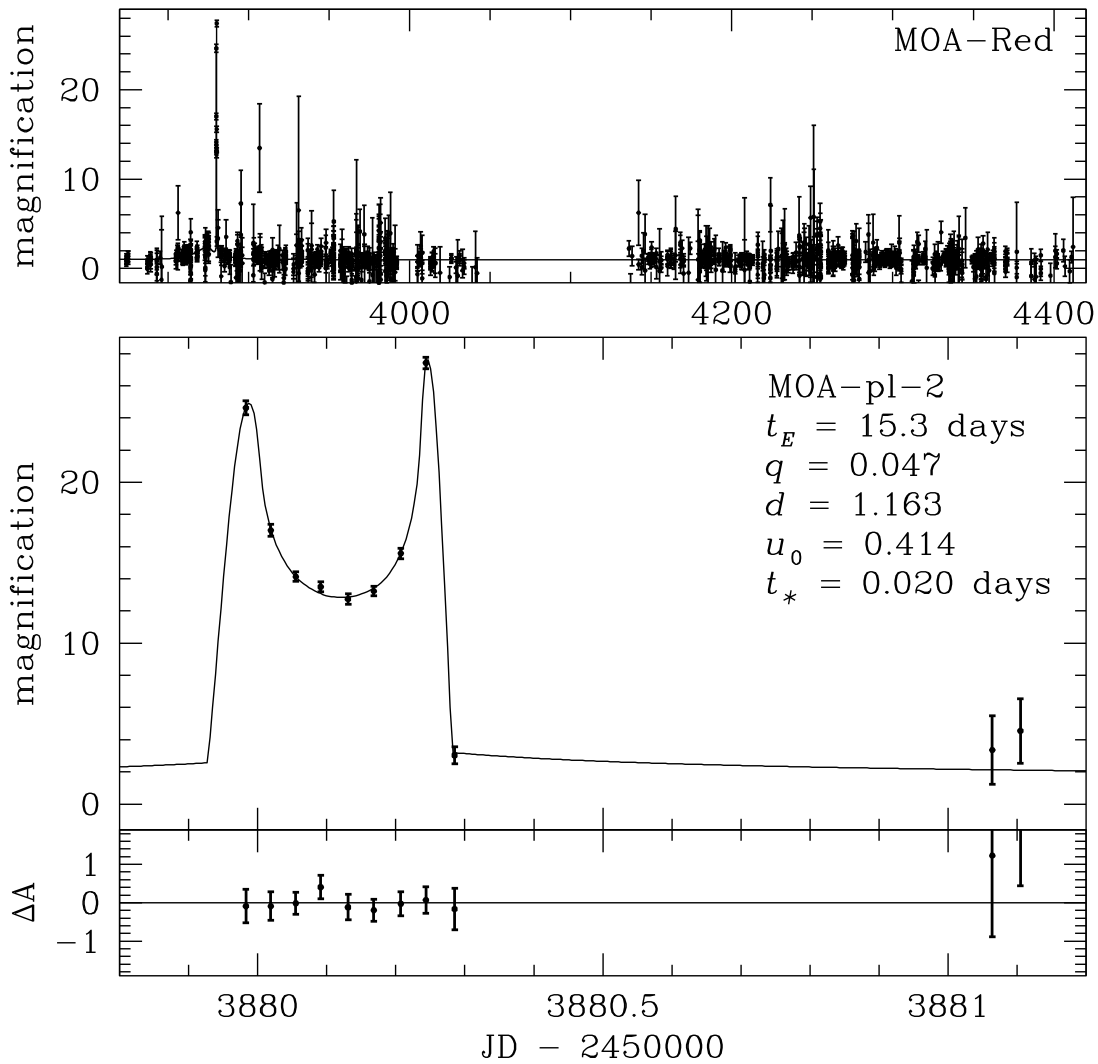 MOA-Red
magnification
20
10
0
4000 4200 4400
MOA-pl-2
t_E = 15.3 days
q = 0.047
d = 1.163
u_0 = 0.414
t_* = 0.020 days
magnification
20
10
0
ΔA
1
0
-1
3880 3880.5 3881
JD - 2450000